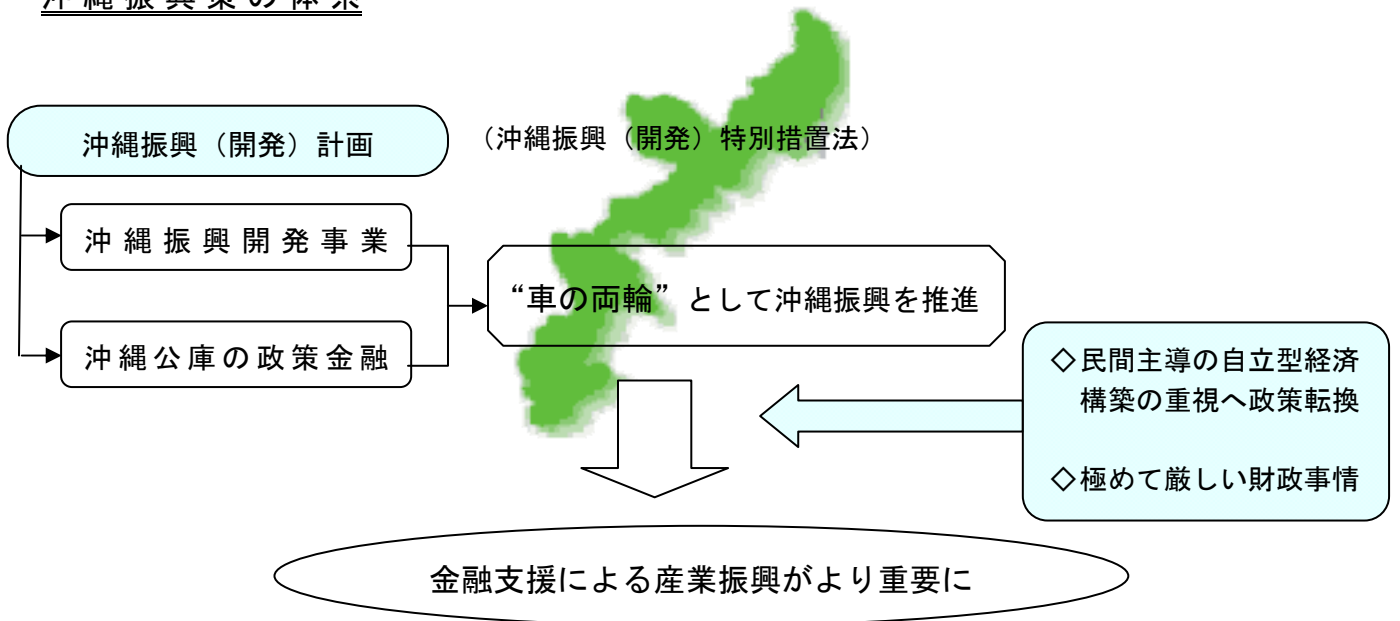 沖縄振興策の体系
沖縄振興（開発）計画
（沖縄振興（開発）特別措置法）
沖縄振興開発事業
沖縄公庫の政策金融
“車の両輪”として沖縄振興を推進
◇民間主導の自立型経済
構築の重視へ政策転換
◇極めて厳しい財政事情
金融支援による産業振興がより重要に